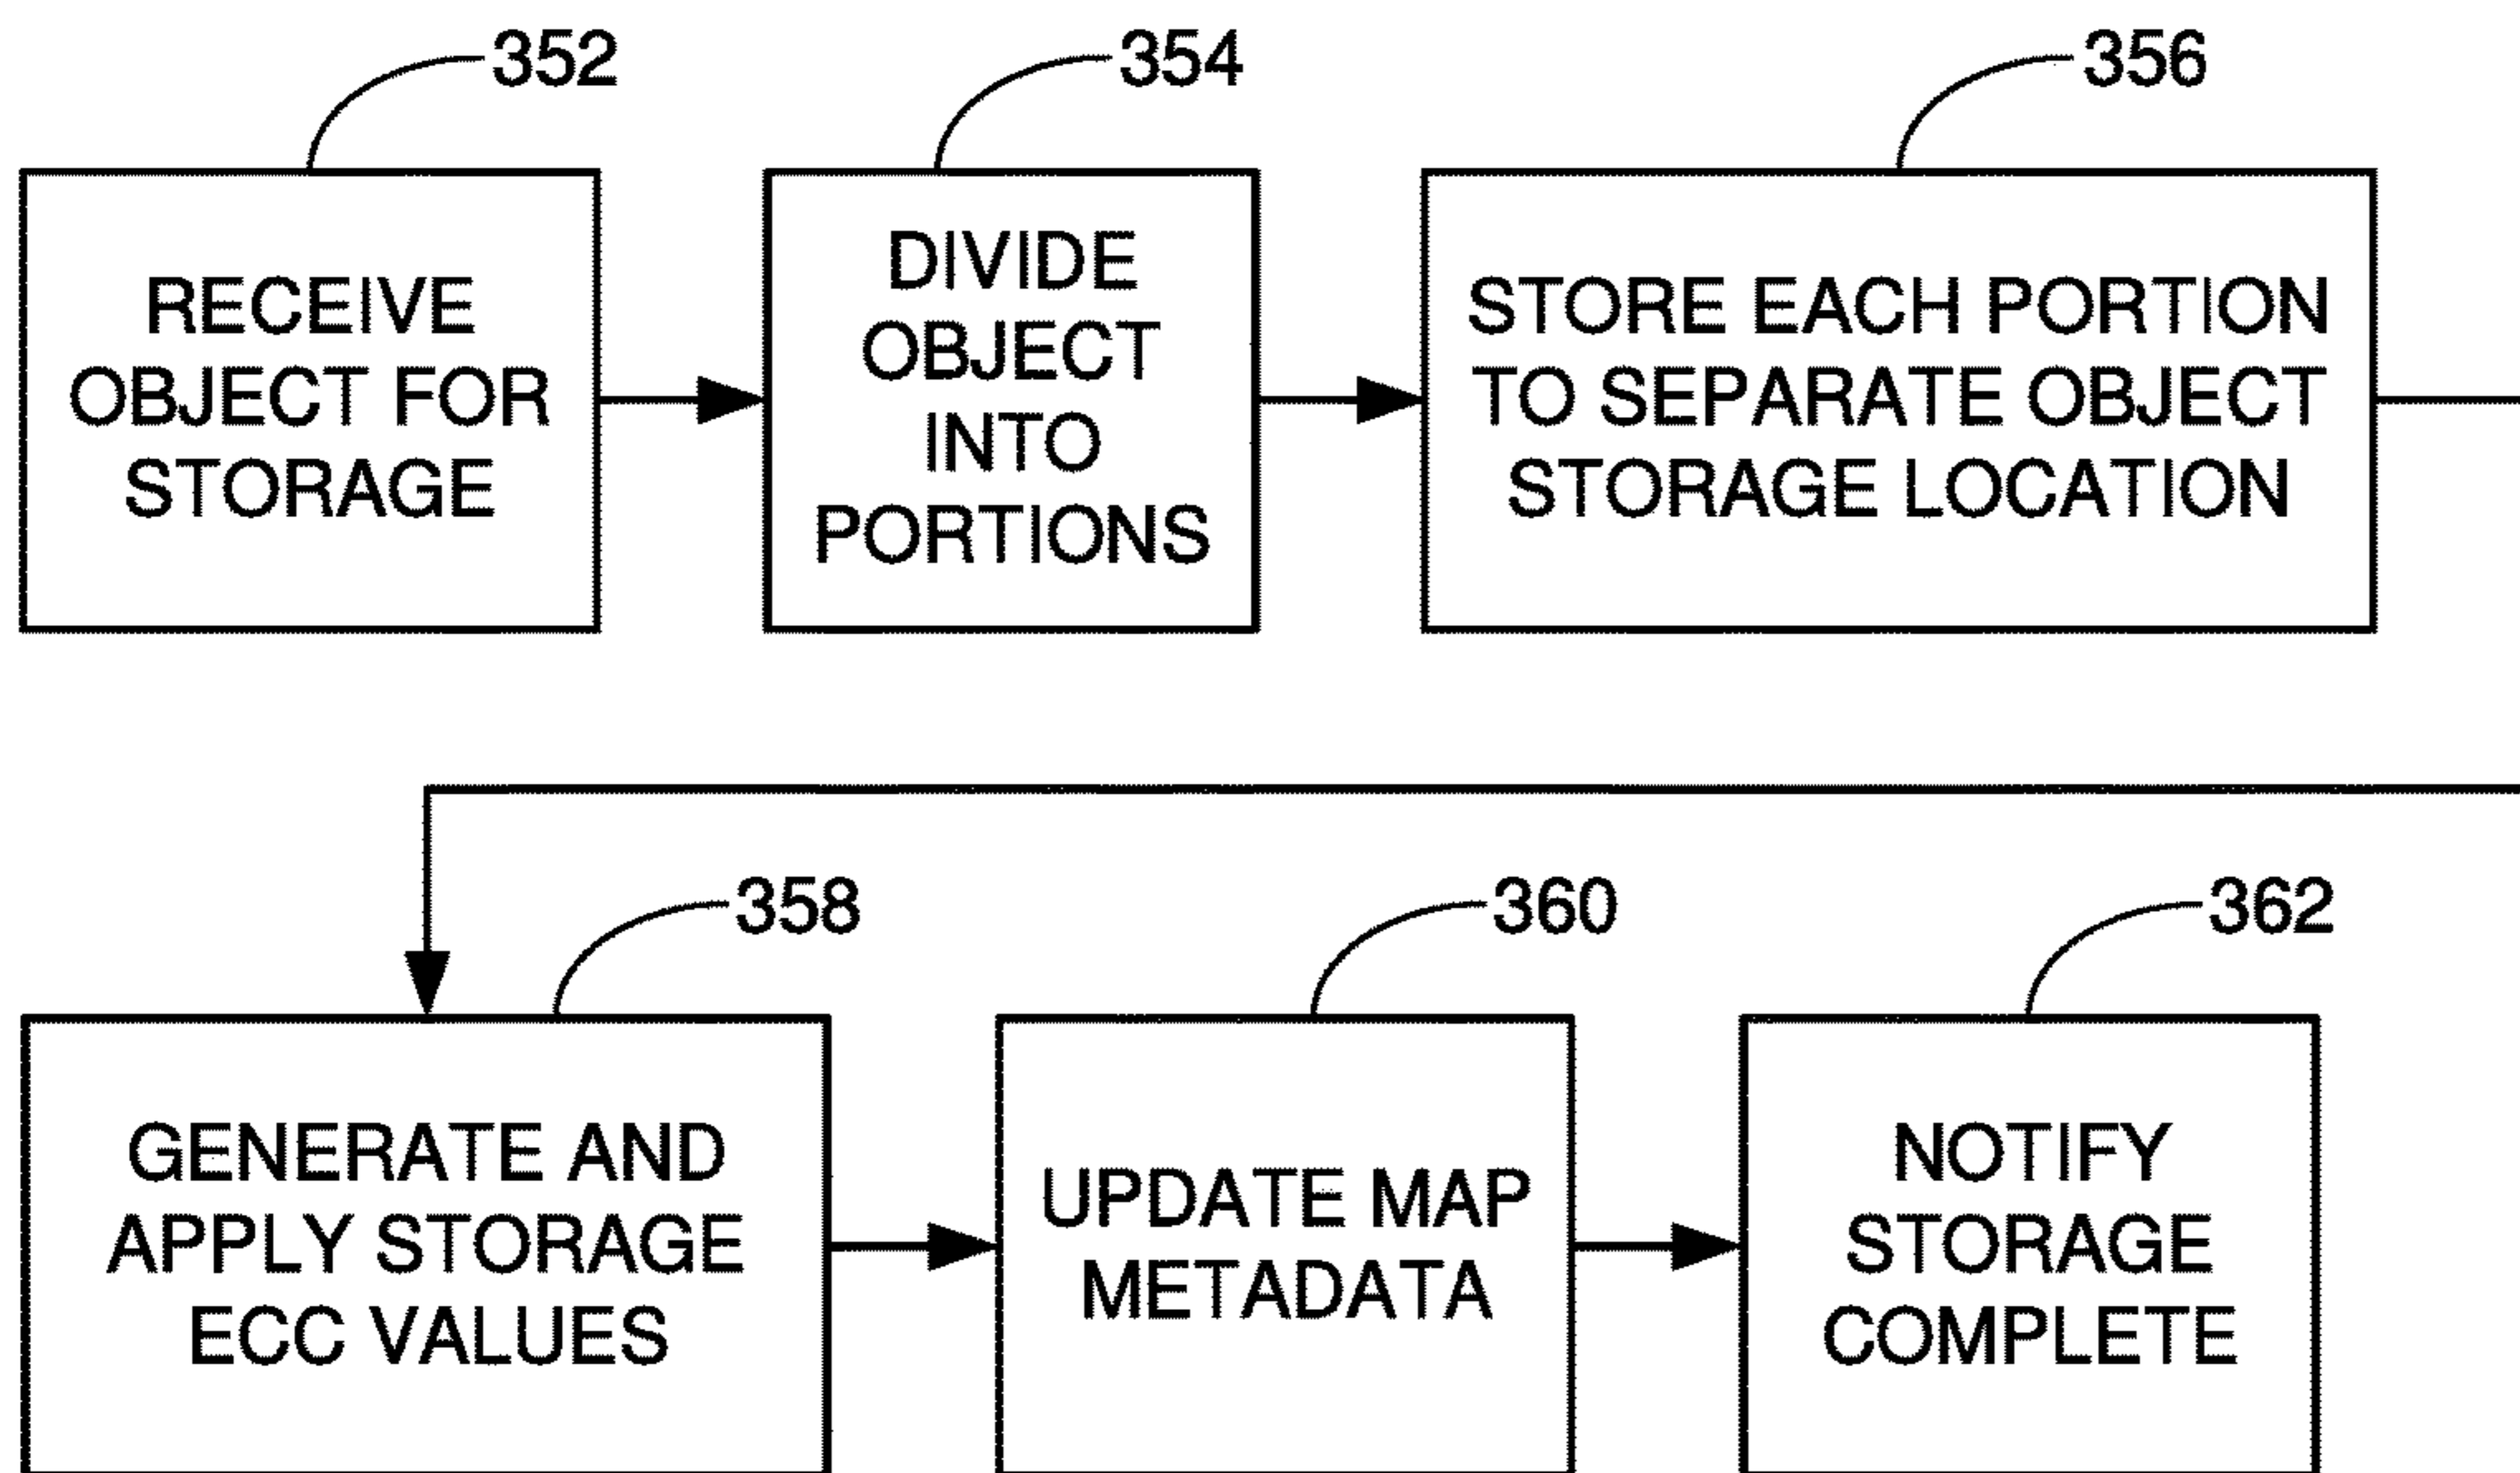 352
RECEIVE
OBJECT FOR
STORAGE
354
DIVIDE
OBJECT
INTO
PORTIONS
356
STORE EACH PORTION
TO SEPARATE OBJECT
STORAGE LOCATION
358
GENERATE AND
APPLY STORAGE
ECC VALUES
360
UPDATE MAP
METADATA
362
NOTIFY
STORAGE
COMPLETE